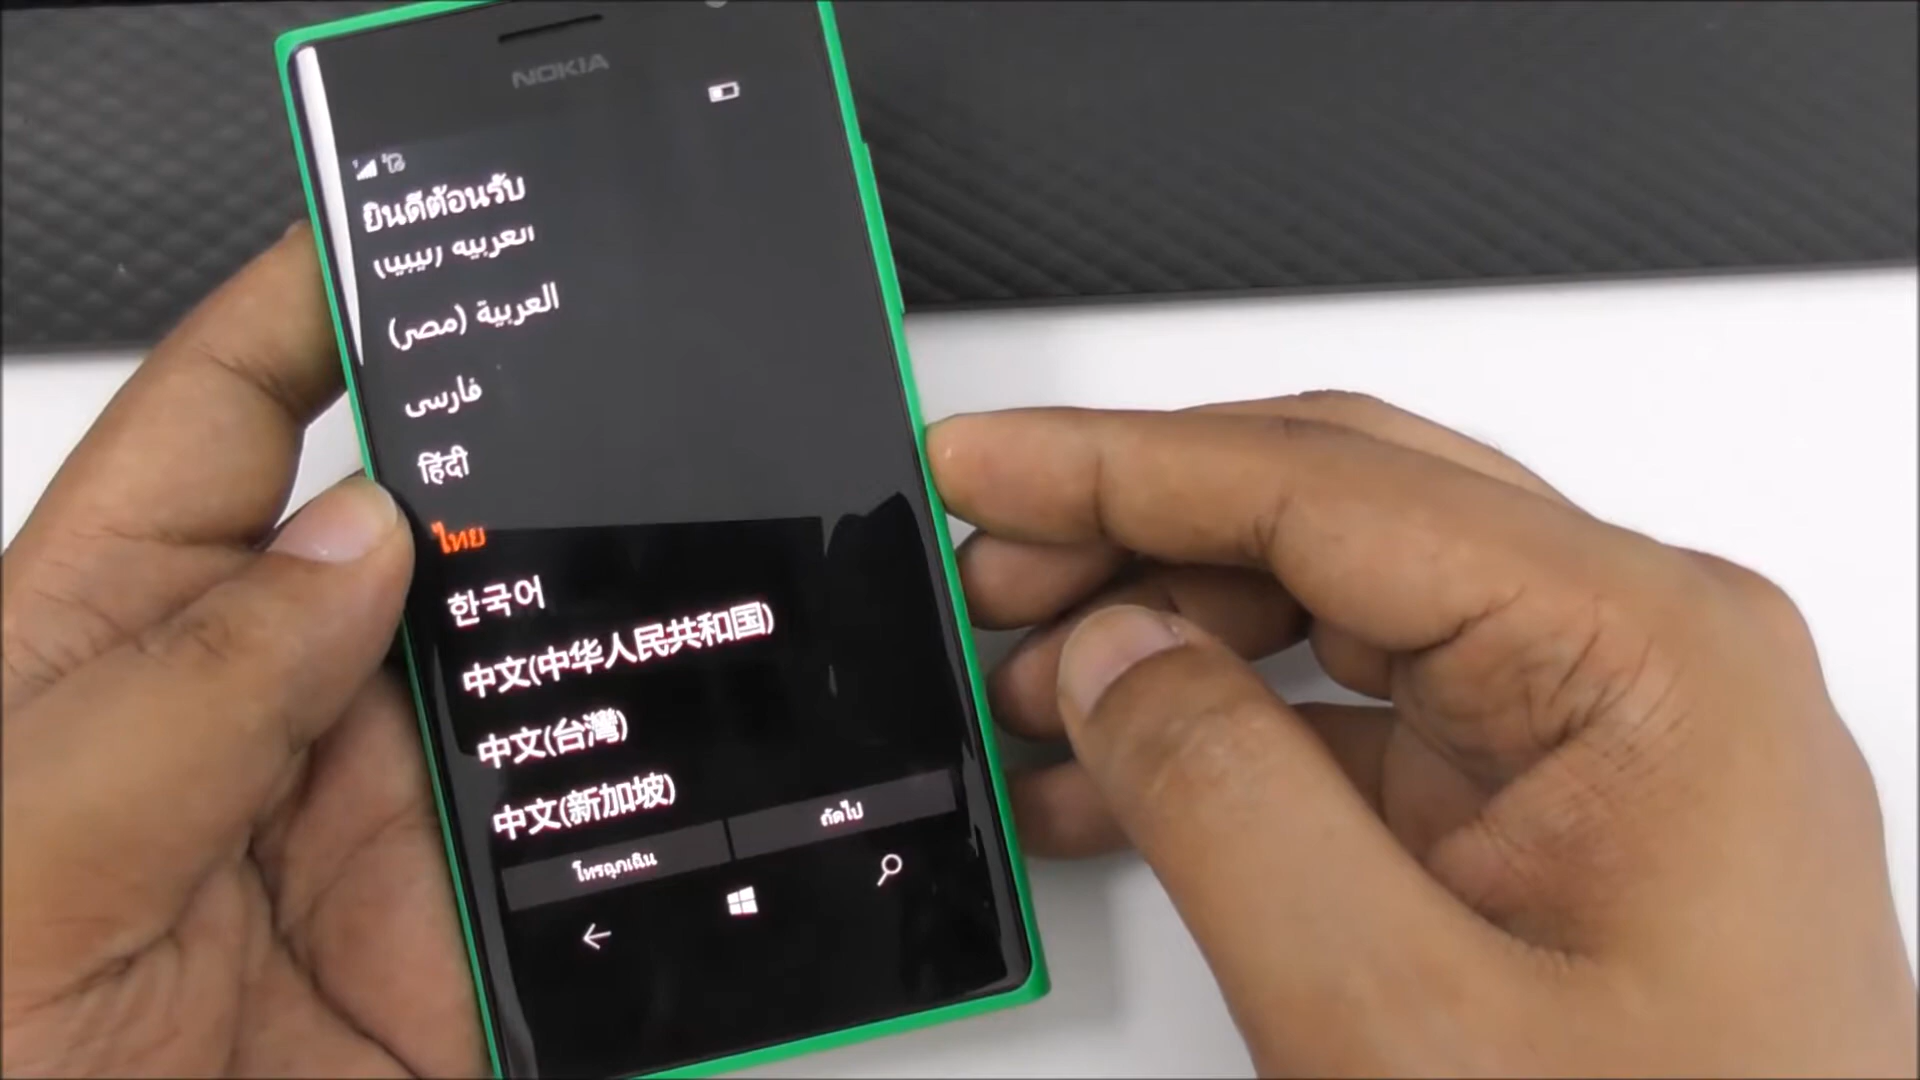 NOKIA
ยินดีต้อนรับ
العربية (ليبيا)
العربية (مصر)
فارسی
हिंदी
ไทย
한국어
中文(中华人民共和国)
中文(台灣)
中文(新加坡)
โทรฉุกเฉิน
ถัดไป